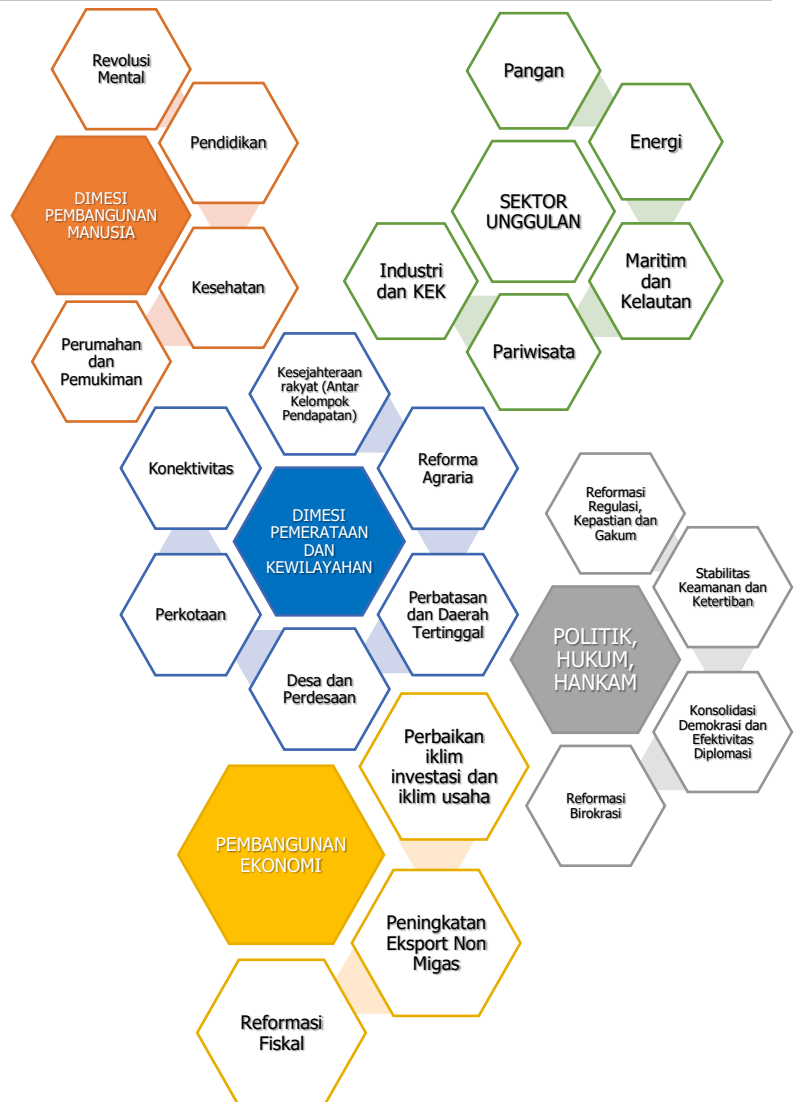 Revolusi
Mental
Pendidikan
DIMESI
PEMBANGUNAN
MANUSIA
Kesehatan
Perumahan
dan
Pemukiman
Pangan
Energi
SEKTOR
UNGGULAN
Maritim
dan
Kelautan
Industri
dan KEK
Pariwisata
Kesejahteraan
rakyat (Antar
Kelompok
Pendapatan)
Konektivitas
Reforma
Agraria
DIMESI
PEMERATAAN
DAN
KEWILAYAHAN
Perkotaan
Perbatasan
dan Daerah
Tertinggal
Desa dan
Perdesaan
Reformasi
Regulasi,
Kepastian dan
Gakum
Stabilitas
Keamanan dan
Ketertiban
POLITIK,
HUKUM,
HANKAM
Konsolidasi
Demokrasi dan
Efektivitas
Diplomasi
Reformasi
Birokrasi
Perbaikan
iklim
investasi dan
iklim usaha
PEMBANGUNAN
EKONOMI
Peningkatan
Eksport Non
Migas
Reformasi
Fiskal